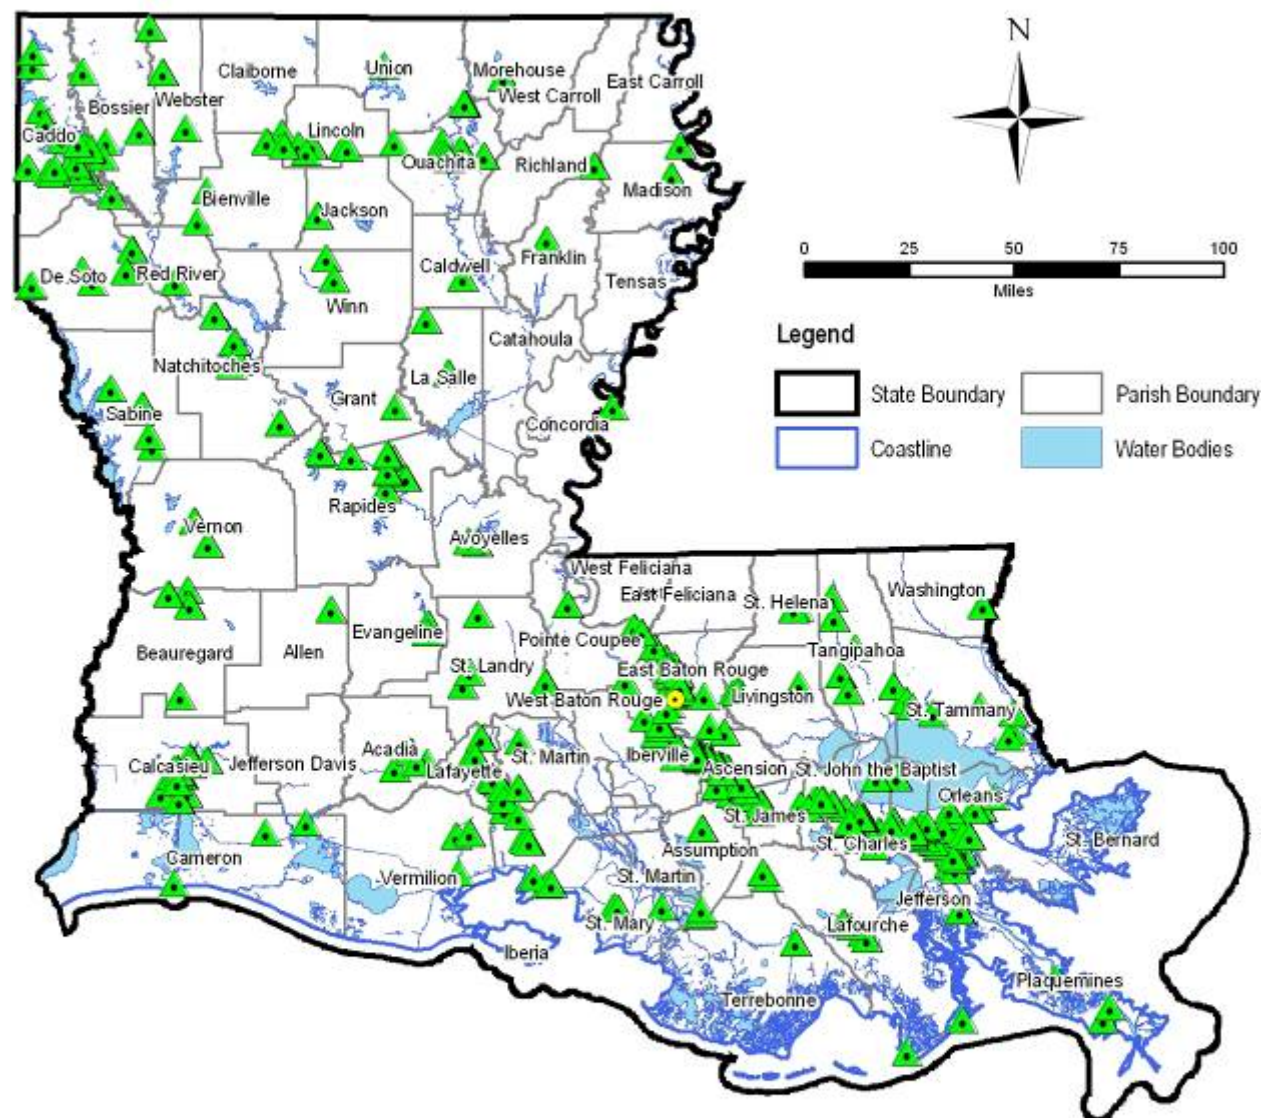 N
0 25 50 75 100
Miles
Legend
State Boundary
Parish Boundary
Coastline
Water Bodies
Claiborne
Union
Morehouse
East Carroll
West Carroll
Webster
Bossier
Caddo
Lincoln
Ouachita
Richland
Madison
Bienville
Jackson
Franklin
Caldwell
Tensas
De Soto
Red River
Winn
Catahoula
Natchitoches
La Salle
Grant
Sabine
Concordia
Rapides
Vernon
Avoyelles
West Feliciana
East Feliciana
St. Helena
Washington
Evangeline
Pointe Coupee
Beauregard
Allen
Tangipahoa
St. Landry
East Baton Rouge
West Baton Rouge
Livingston
St. Tammany
Acadia
Calcasieu
Jefferson Davis
Lafayette
St. Martin
Iberville
Ascension
St. John the Baptist
Orleans
St. James
St. Charles
St. Bernard
Assumption
Cameron
Vermilion
St. Martin
Jefferson
St. Mary
Lafourche
Iberia
Plaquemines
Terrebonne